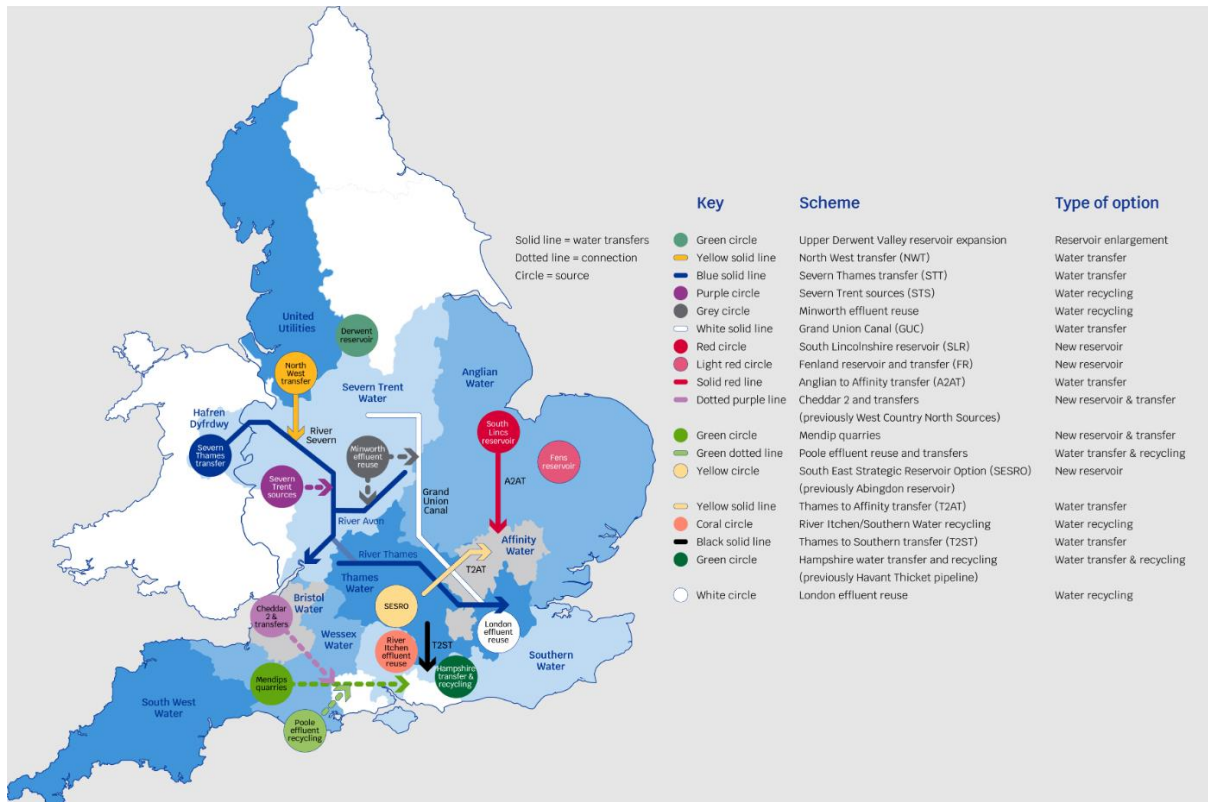 Solid line = water transfers
Dotted line = connection
Circle = source
United
Utilities
Derwent
reservoir
North
West
transfer
Severn Trent
Water
Anglian
Water
Hafren
Dyfrdwy
River
Severn
Severn
Thames
transfer
Minworth
effluent
reuse
South
Lincs
reservoir
Fens
reservoir
Severn
Trent
sources
A2AT
Grand
Union
Canal
River Avon
Affinity
Water
River Thames
T2AT
Thames
Water
Bristol
Water
SESRO
Cheddar
2 &
transfers
London
effluent
reuse
Wessex
Water
River
Itchen
effluent
reuse
T2ST
Southern
Water
Hampshire
transfer &
recycling
Mendips
quarries
South West
Water
Poole
effluent
recycling
Key Scheme Type of option
Green circle Upper Derwent Valley reservoir expansion Reservoir enlargement
Yellow solid line North West transfer (NWT) Water transfer
Blue solid line Severn Thames transfer (STT) Water transfer
Purple circle Severn Trent sources (STS) Water recycling
Grey circle Minworth effluent reuse Water recycling
White solid line Grand Union Canal (GUC) Water transfer
Red circle South Lincolnshire reservoir (SLR) New reservoir
Light red circle Fenland reservoir and transfer (FR) New reservoir
Solid red line Anglian to Affinity transfer (A2AT) Water transfer
Dotted purple line Cheddar 2 and transfers New reservoir & transfer
(previously West Country North Sources)
Green circle Mendip quarries New reservoir & transfer
Green dotted line Poole effluent reuse and transfers Water transfer & recycling
Yellow circle South East Strategic Reservoir Option (SESRO) New reservoir
(previously Abingdon reservoir)
Yellow solid line Thames to Affinity transfer (T2AT) Water transfer
Coral circle River Itchen/Southern Water recycling Water recycling
Black solid line Thames to Southern transfer (T2ST) Water transfer
Green circle Hampshire water transfer and recycling Water transfer & recycling
(previously Havant Thicket pipeline)
White circle London effluent reuse Water recycling